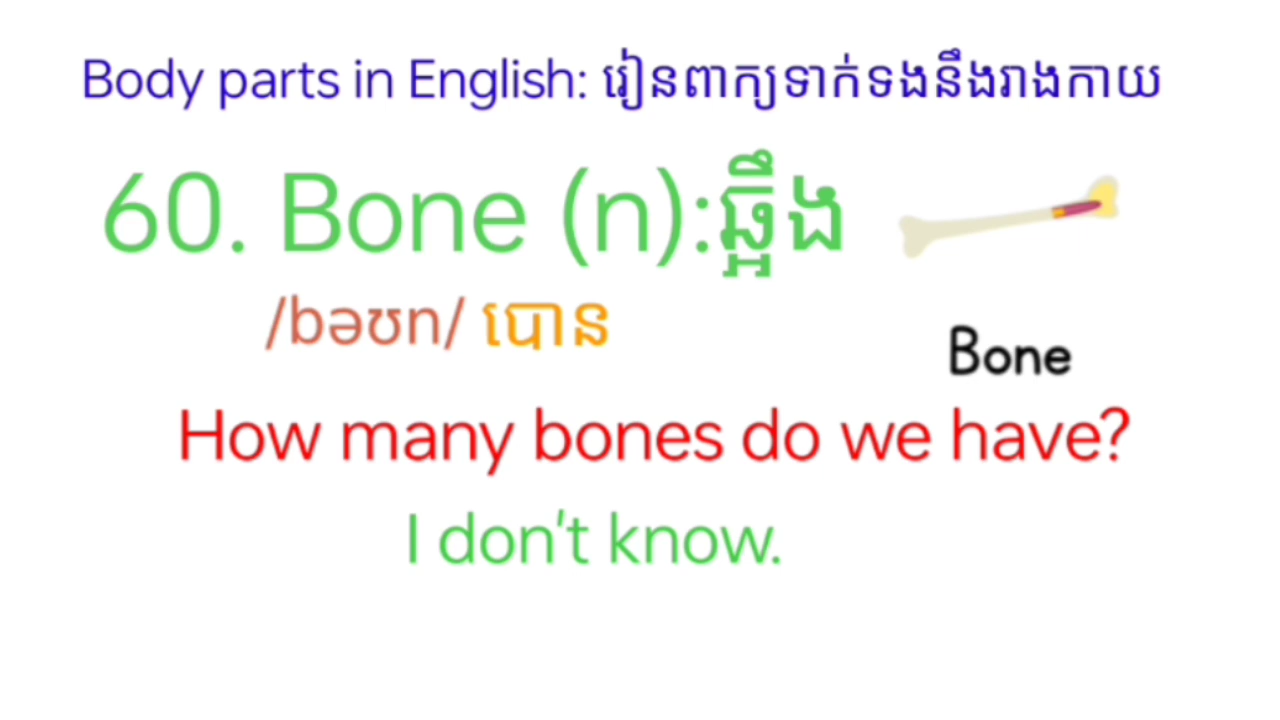 Body parts in English: រៀនពាក្យទាក់ទងនឹងរាងកាយ
60. Bone (n):ឆ្អឹង
/bəʊn/ បោន
Bone
How many bones do we have?
I don't know.